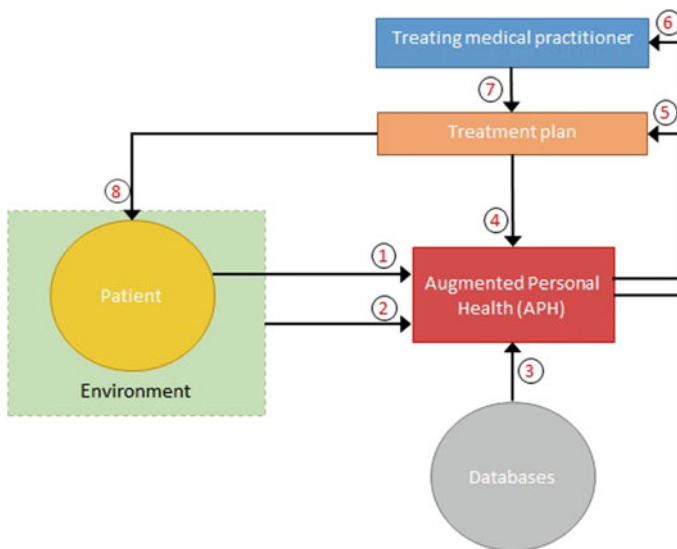 Treating medical practitioner
6
7
Treatment plan
5
8
4
1
Patient
Augmented Personal
Health (APH)
2
Environment
3
Databases